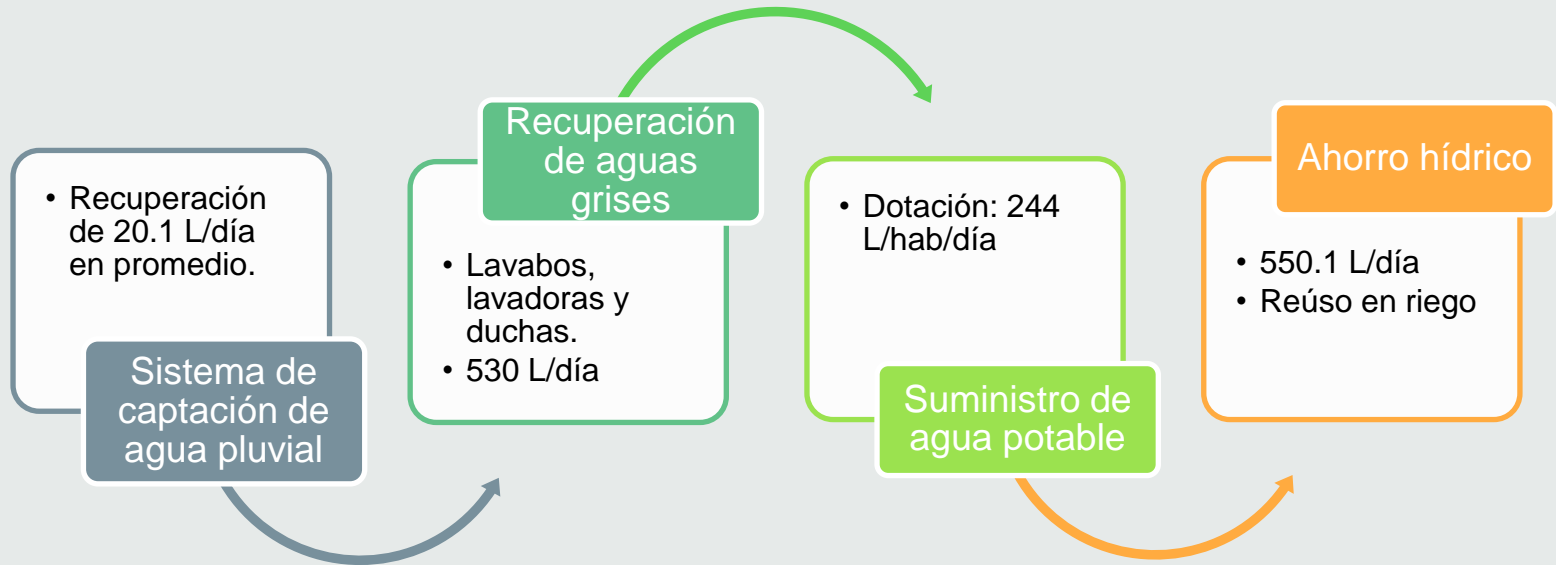 • Recuperación
de 20.1 L/día
en promedio.
Sistema de
captación de
agua pluvial
Recuperación
de aguas
grises
• Lavabos,
lavadoras y
duchas.
• 530 L/día
• Dotación: 244
L/hab/día
Suministro de
agua potable
Ahorro hídrico
• 550.1 L/día
• Reúso en riego